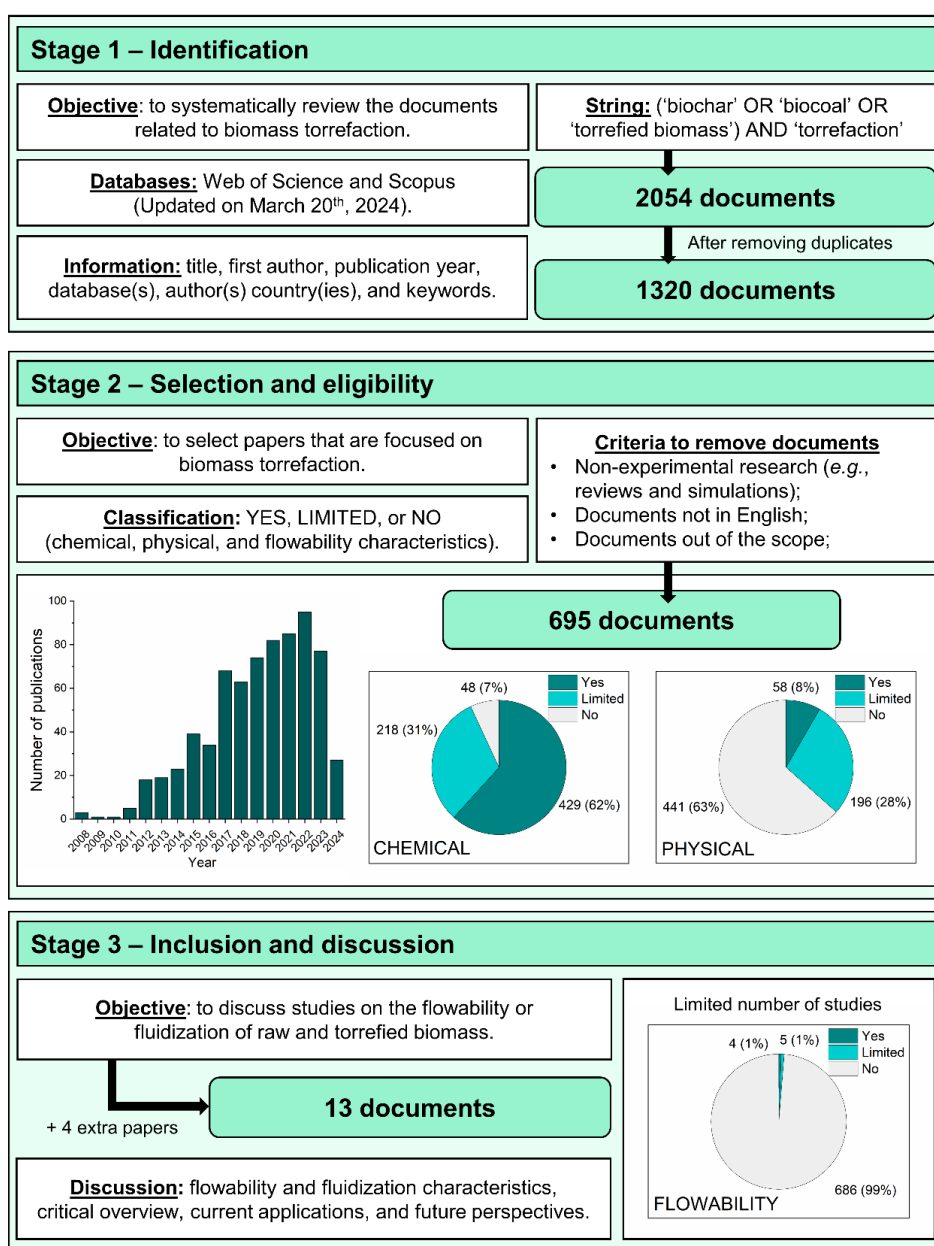 Stage 1 – Identification
Objective: to systematically review the documents
related to biomass torrefaction.
String: (‘biochar’ OR ‘biocoal’ OR
‘torrefied biomass’) AND ‘torrefaction’
Databases: Web of Science and Scopus
(Updated on March 20th, 2024).
2054 documents
After removing duplicates
Information: title, first author, publication year,
database(s), author(s) country(ies), and keywords.
1320 documents
Stage 2 – Selection and eligibility
Objective: to select papers that are focused on
biomass torrefaction.
Classification: YES, LIMITED, or NO
(chemical, physical, and flowability characteristics).
Criteria to remove documents
• Non-experimental research (e.g.,
reviews and simulations);
• Documents not in English;
• Documents out of the scope;
695 documents
Number of publications
100
80
60
40
20
0
2008 2009 2010 2011 2012 2013 2014 2015 2016 2017 2018 2019 2020 2021 2022 2023 2024
Year
Yes
Limited
No
48 (7%)
218 (31%)
429 (62%)
CHEMICAL
Yes
Limited
No
58 (8%)
196 (28%)
441 (63%)
PHYSICAL
Stage 3 – Inclusion and discussion
Objective: to discuss studies on the flowability or
fluidization of raw and torrefied biomass.
13 documents
+ 4 extra papers
Discussion: flowability and fluidization characteristics,
critical overview, current applications, and future perspectives.
Limited number of studies
Yes
Limited
No
4 (1%)
5 (1%)
686 (99%)
FLOWABILITY